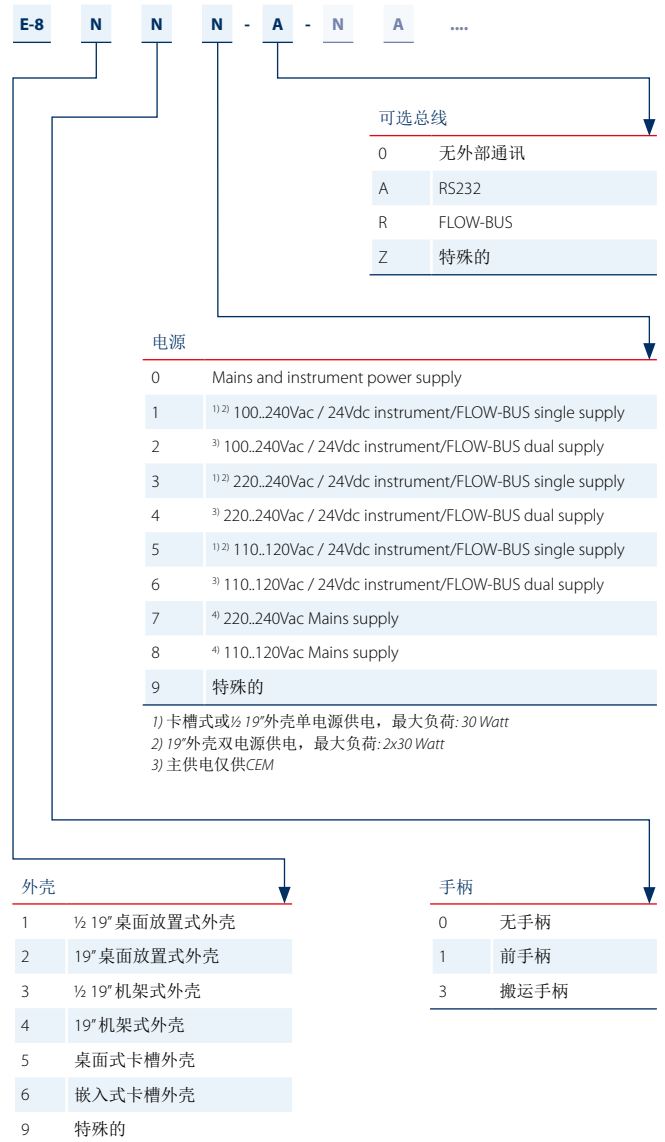 E-8 N N N - A - N A ....
可选总线
0 无外部通讯
A RS232
R FLOW-BUS
Z 特殊的
电源
0 Mains and instrument power supply
1 1) 2) 100..240Vac / 24Vdc instrument/FLOW-BUS single supply
2 3) 100..240Vac / 24Vdc instrument/FLOW-BUS dual supply
3 1) 2) 220..240Vac / 24Vdc instrument/FLOW-BUS single supply
4 3) 220..240Vac / 24Vdc instrument/FLOW-BUS dual supply
5 1) 2) 110..120Vac / 24Vdc instrument/FLOW-BUS single supply
6 3) 110..120Vac / 24Vdc instrument/FLOW-BUS dual supply
7 4) 220..240Vac Mains supply
8 4) 110..120Vac Mains supply
9 特殊的
1) 卡槽式或½ 19”外壳单电源供电，最大负荷: 30 Watt
2) 19”外壳双电源供电，最大负荷: 2x30 Watt
3) 主供电仅供CEM
外壳
1 ½ 19” 桌面放置式外壳
2 19” 桌面放置式外壳
3 ½ 19” 机架式外壳
4 19” 机架式外壳
5 桌面式卡槽外壳
6 嵌入式卡槽外壳
9 特殊的
手柄
0 无手柄
1 前手柄
3 搬运手柄